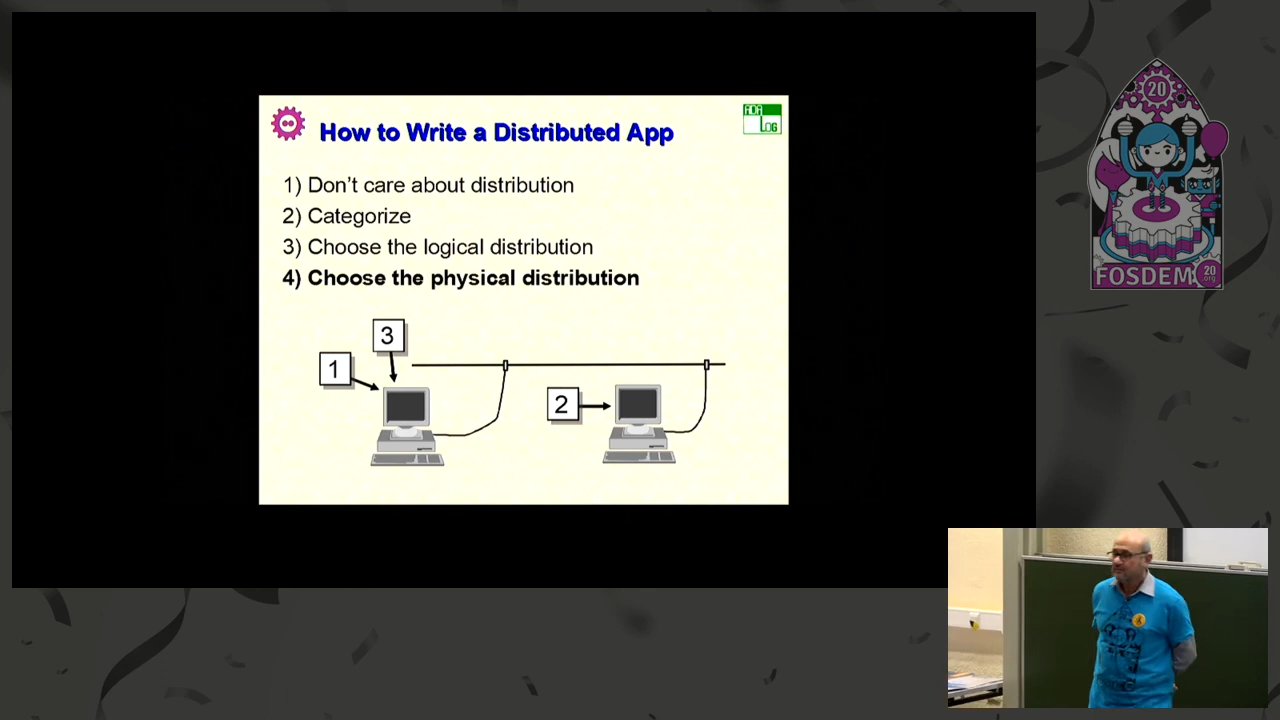 How to Write a Distributed App
ADA
LOG
1) Don't care about distribution
2) Categorize
3) Choose the logical distribution
4) Choose the physical distribution
3
1
2
20
FOSDEM
20
.org